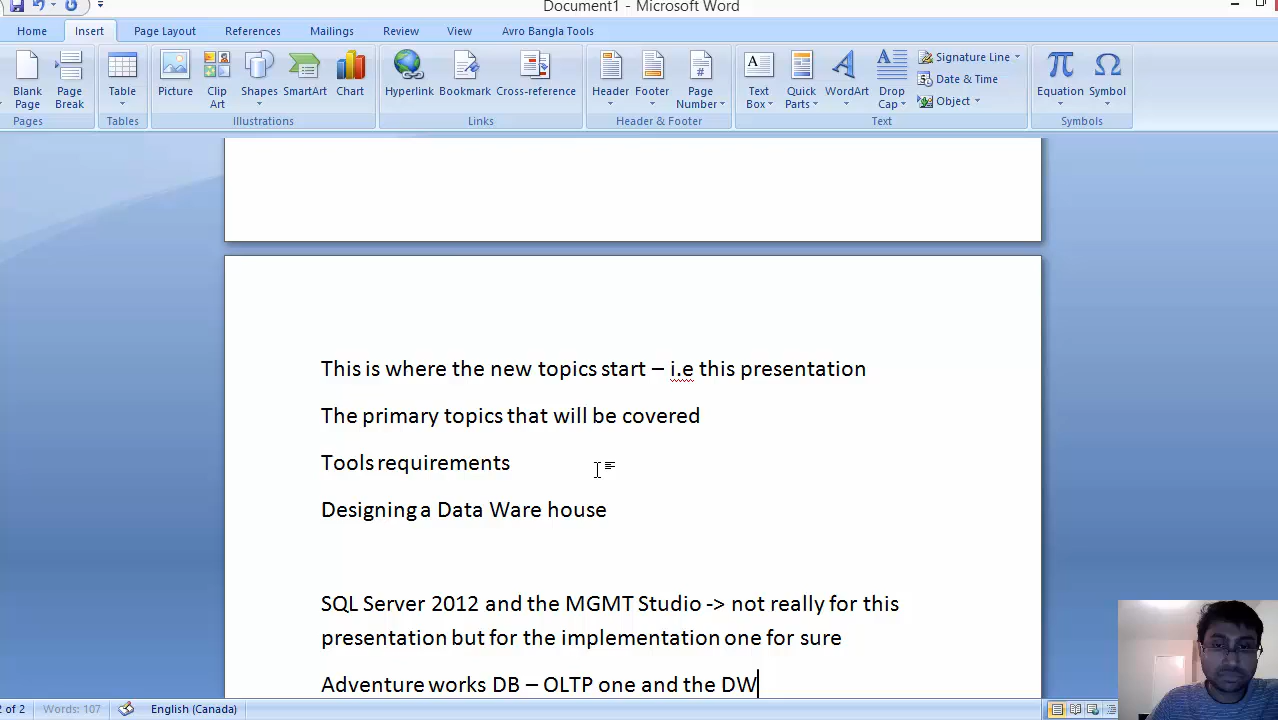 Document1 - Microsoft Word
Home Insert Page Layout References Mailings Review View Avro Bangla Tools
Blank Page
Page Break
Table
Picture
Clip Art
Shapes
SmartArt
Chart
Hyperlink
Bookmark
Cross-reference
Header
Footer
Page Number
Text Box
Quick Parts
WordArt
Drop Cap
Signature Line
Date & Time
Object
Equation
Symbol
Pages Tables Illustrations Links Header & Footer Text Symbols
This is where the new topics start – i.e this presentation
The primary topics that will be covered
Tools requirements
Designing a Data Ware house
SQL Server 2012 and the MGMT Studio -> not really for this
presentation but for the implementation one for sure
Adventure works DB – OLTP one and the DW
2 of 2 Words: 107 English (Canada)